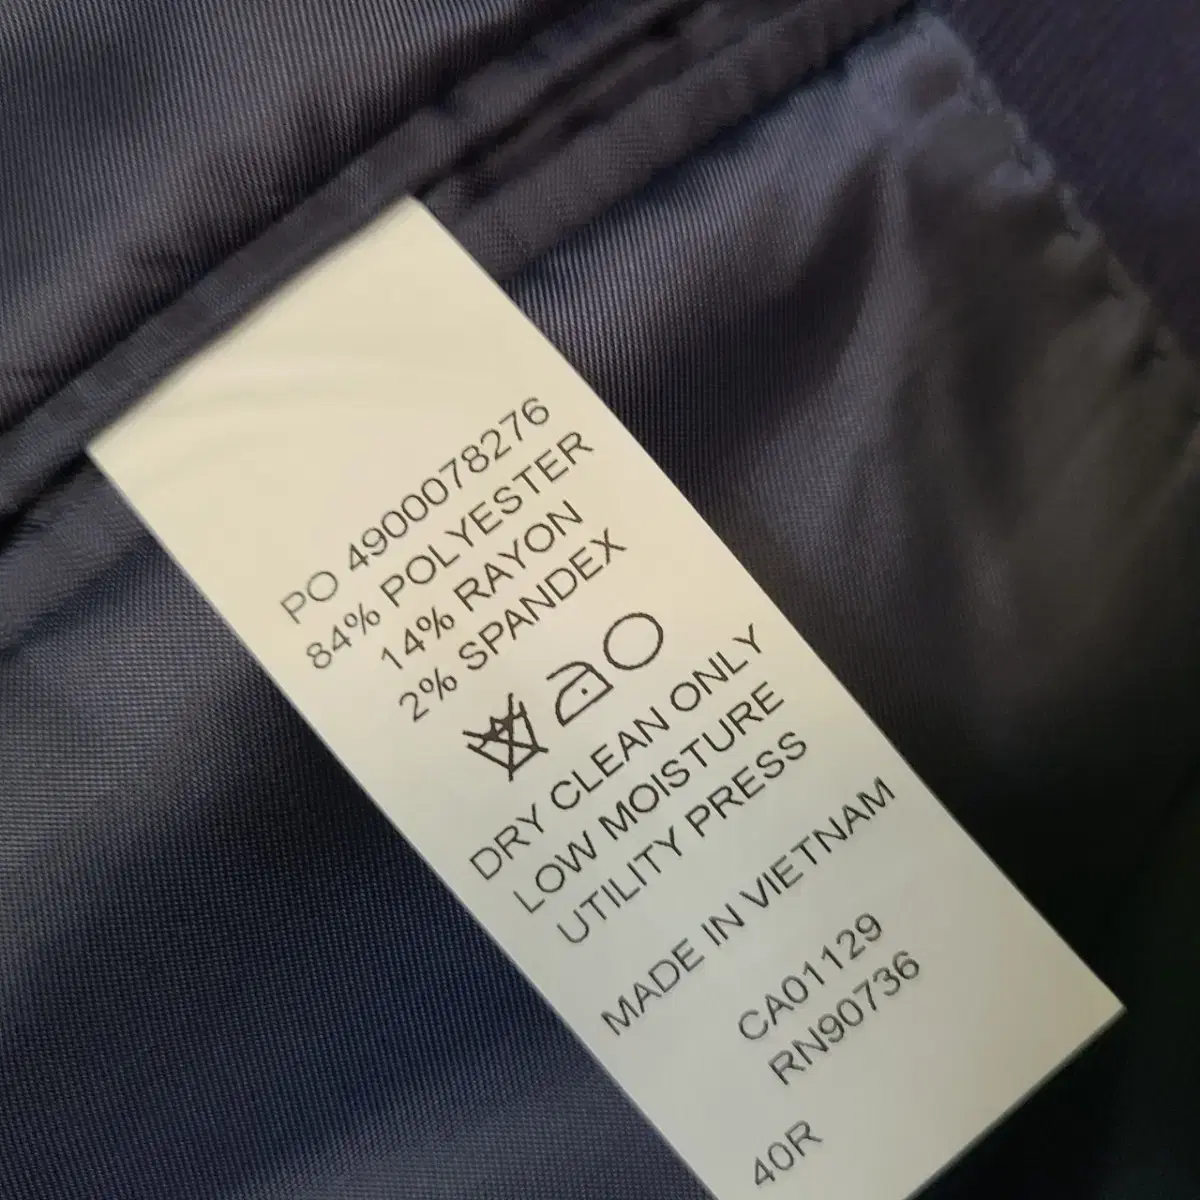 PO 4900078276
84% POLYESTER
14% RAYON
2% SPANDEX
DRY CLEAN ONLY
LOW MOISTURE
UTILITY PRESS
MADE IN VIETNAM
CA01129
RN90736
40R